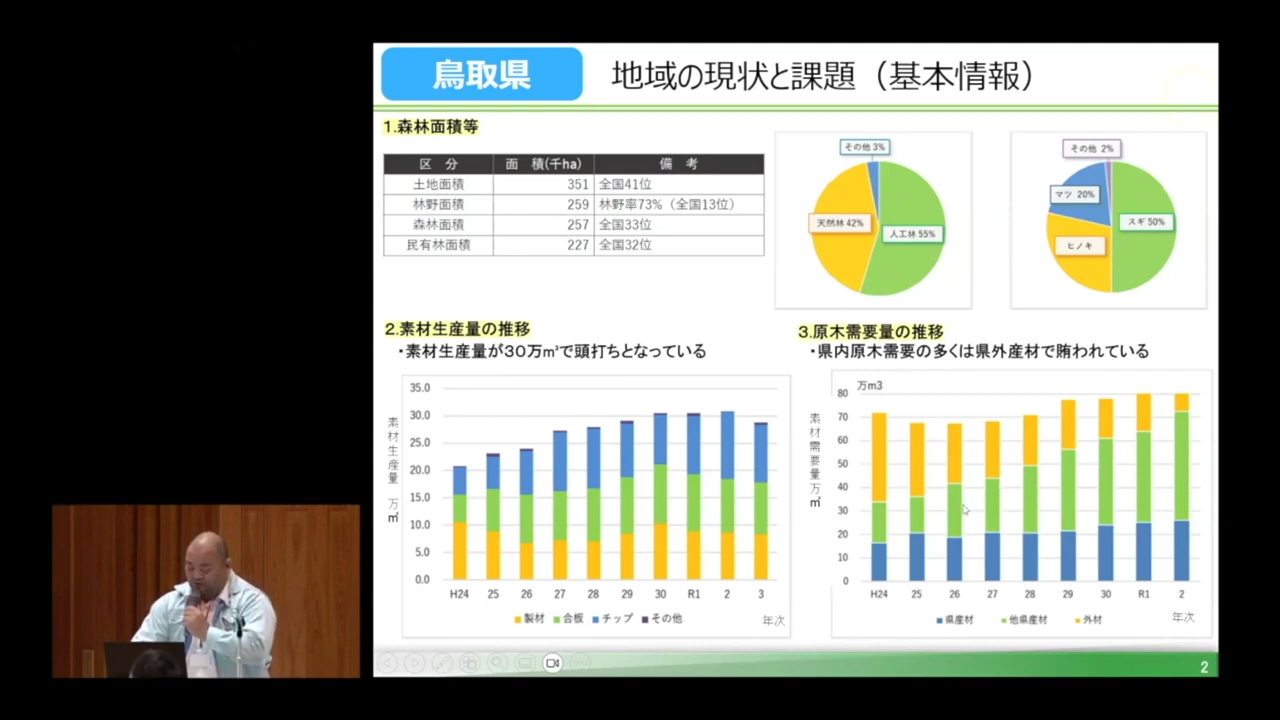 鳥取県
地域の現状と課題（基本情報）
1.森林面積等
区 分 面 積(千ha) 備 考
土地面積 351 全国41位
林野面積 259 林野率73%（全国13位）
森林面積 257 全国33位
民有林面積 227 全国32位
その他 3%
天然林 42%
人工林 55%
その他 2%
マツ 20%
スギ 50%
ヒノキ
2.素材生産量の推移
・素材生産量が30万㎥で頭打ちとなっている
35.0
30.0
25.0
20.0
15.0
10.0
5.0
0.0
素材生産量 万㎥
H24 25 26 27 28 29 30 R1 2 3
年次
製材 合板 チップ その他
3.原木需要量の推移
・県内原木需要の多くは県外産材で賄われている
万m3
80
70
60
50
40
30
20
10
0
素材需要量万㎥
H24 25 26 27 28 29 30 R1 2
年次
県産材 他県産材 外材
2